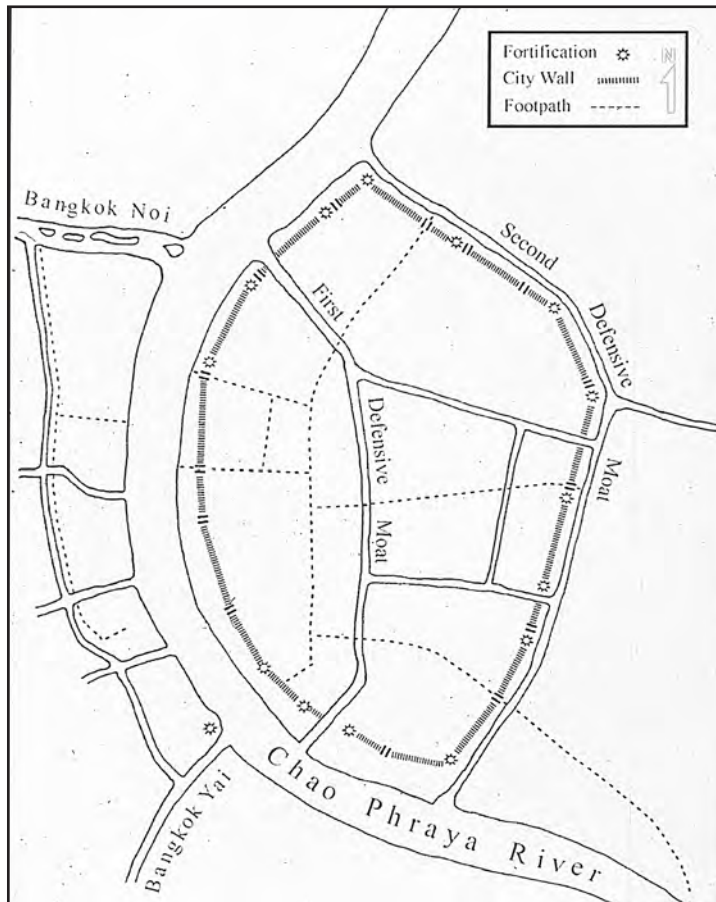 Fortification
N
City Wall
Footpath
Bangkok Noi
Second
Defensive
Moat
First
Defensive
Moat
Chao Phraya River
Bangkok Yai